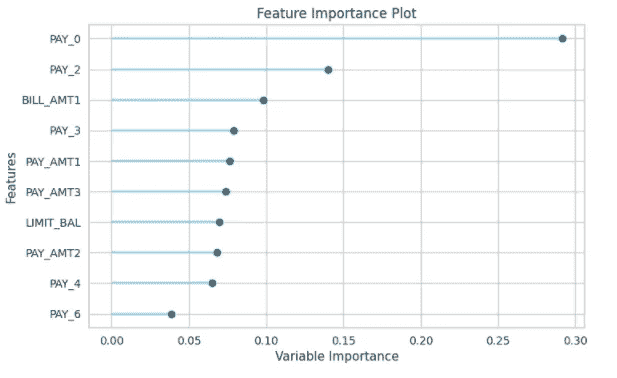 Feature Importance Plot
PAY_0
PAY_2
BILL_AMT1
PAY_3
PAY_AMT1
PAY_AMT3
LIMIT_BAL
PAY_AMT2
PAY_4
PAY_6
Features
0.00 0.05 0.10 0.15 0.20 0.25 0.30
Variable Importance